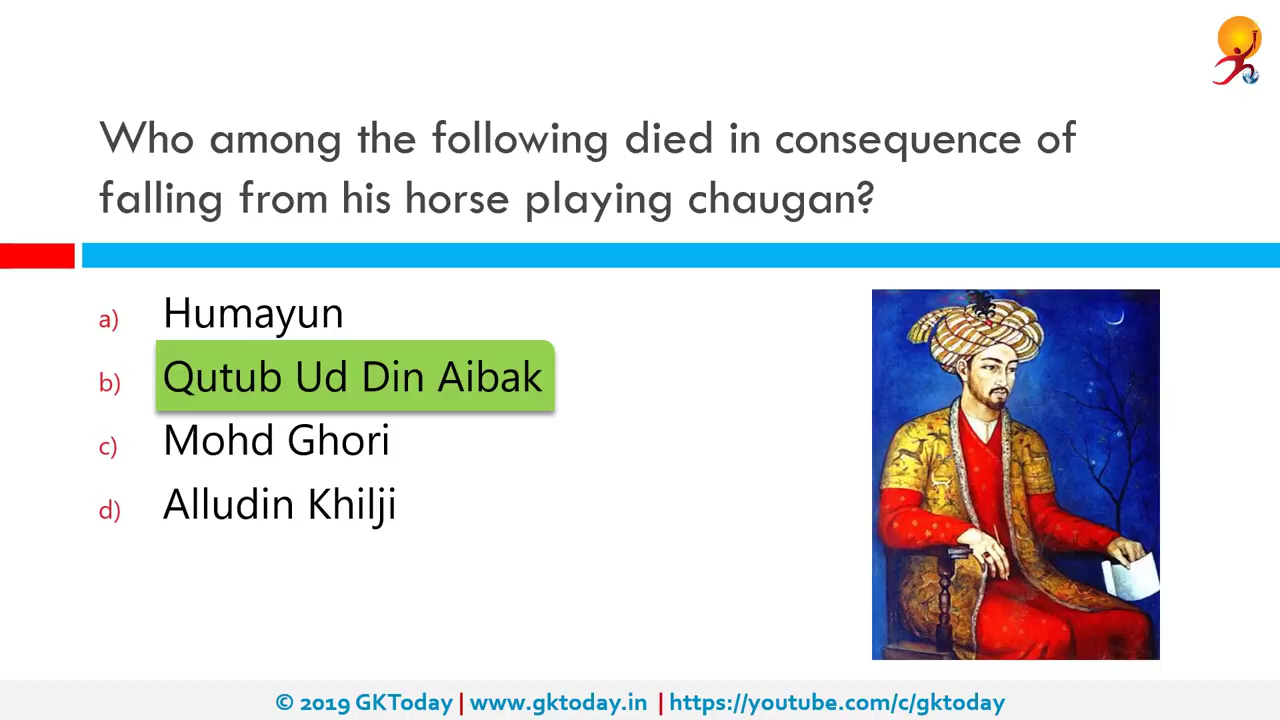 Who among the following died in consequence of
falling from his horse playing chaugan?
a) Humayun
b) Qutub Ud Din Aibak
c) Mohd Ghori
d) Alludin Khilji
© 2019 GKToday | www.gktoday.in | https://youtube.com/c/gktoday